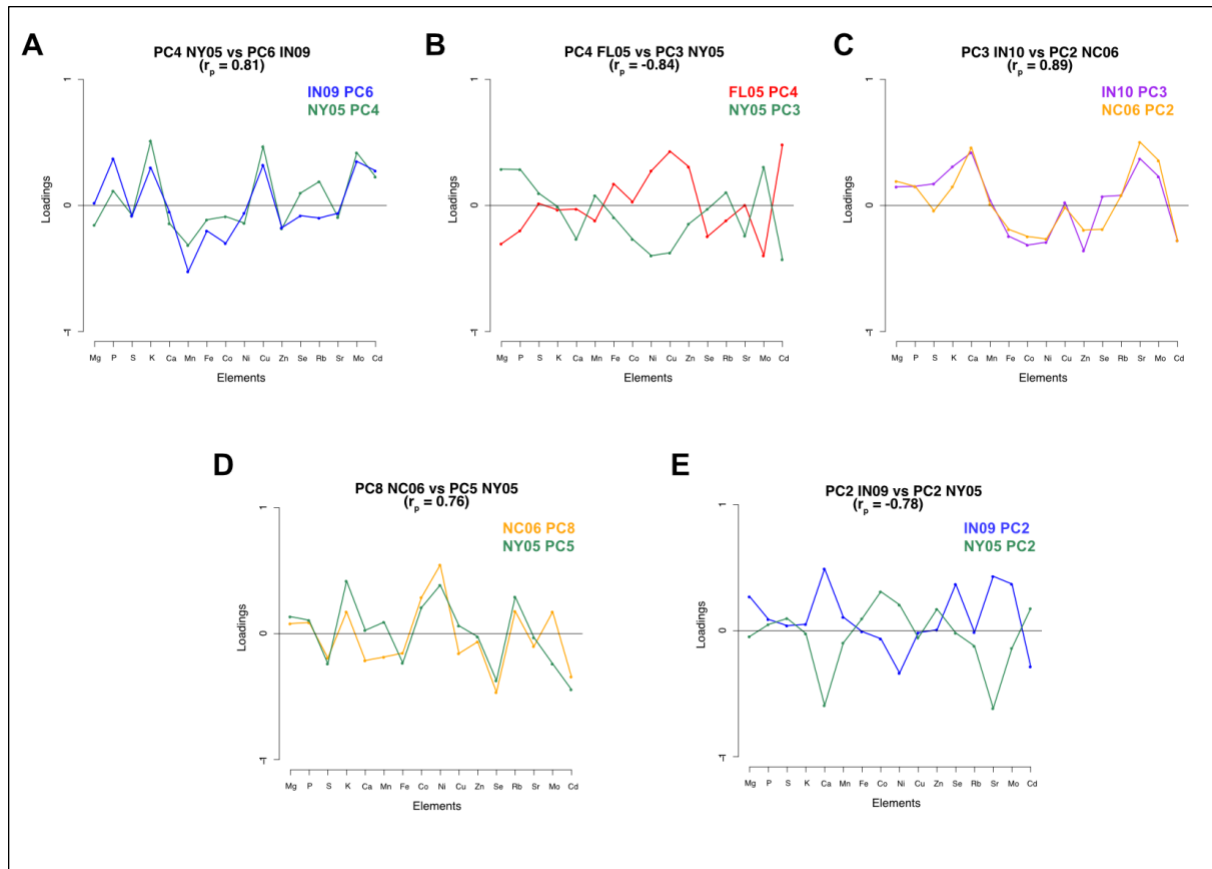 A
PC4 NY05 vs PC6 IN09
(rp = 0.81)
IN09 PC6
NY05 PC4
1
0
-1
Loadings
Mg P S K Ca Mn Fe Co Ni Cu Zn Se Rb Sr Mo Cd
Elements
B
PC4 FL05 vs PC3 NY05
(rp = -0.84)
FL05 PC4
NY05 PC3
1
0
-1
Loadings
Mg P S K Ca Mn Fe Co Ni Cu Zn Se Rb Sr Mo Cd
Elements
C
PC3 IN10 vs PC2 NC06
(rp = 0.89)
IN10 PC3
NC06 PC2
1
0
-1
Loadings
Mg P S K Ca Mn Fe Co Ni Cu Zn Se Rb Sr Mo Cd
Elements
D
PC8 NC06 vs PC5 NY05
(rp = 0.76)
NC06 PC8
NY05 PC5
1
0
-1
Loadings
Mg P S K Ca Mn Fe Co Ni Cu Zn Se Rb Sr Mo Cd
Elements
E
PC2 IN09 vs PC2 NY05
(rp = -0.78)
IN09 PC2
NY05 PC2
1
0
-1
Loadings
Mg P S K Ca Mn Fe Co Ni Cu Zn Se Rb Sr Mo Cd
Elements